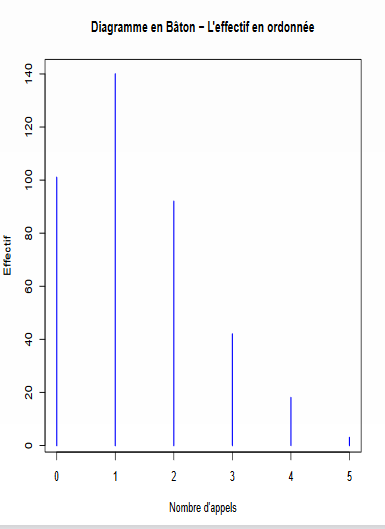 Diagramme en Bâton − L'effectif en ordonnée
140
120
100
80
60
40
20
0
Effectif
0 1 2 3 4 5
Nombre d'appels